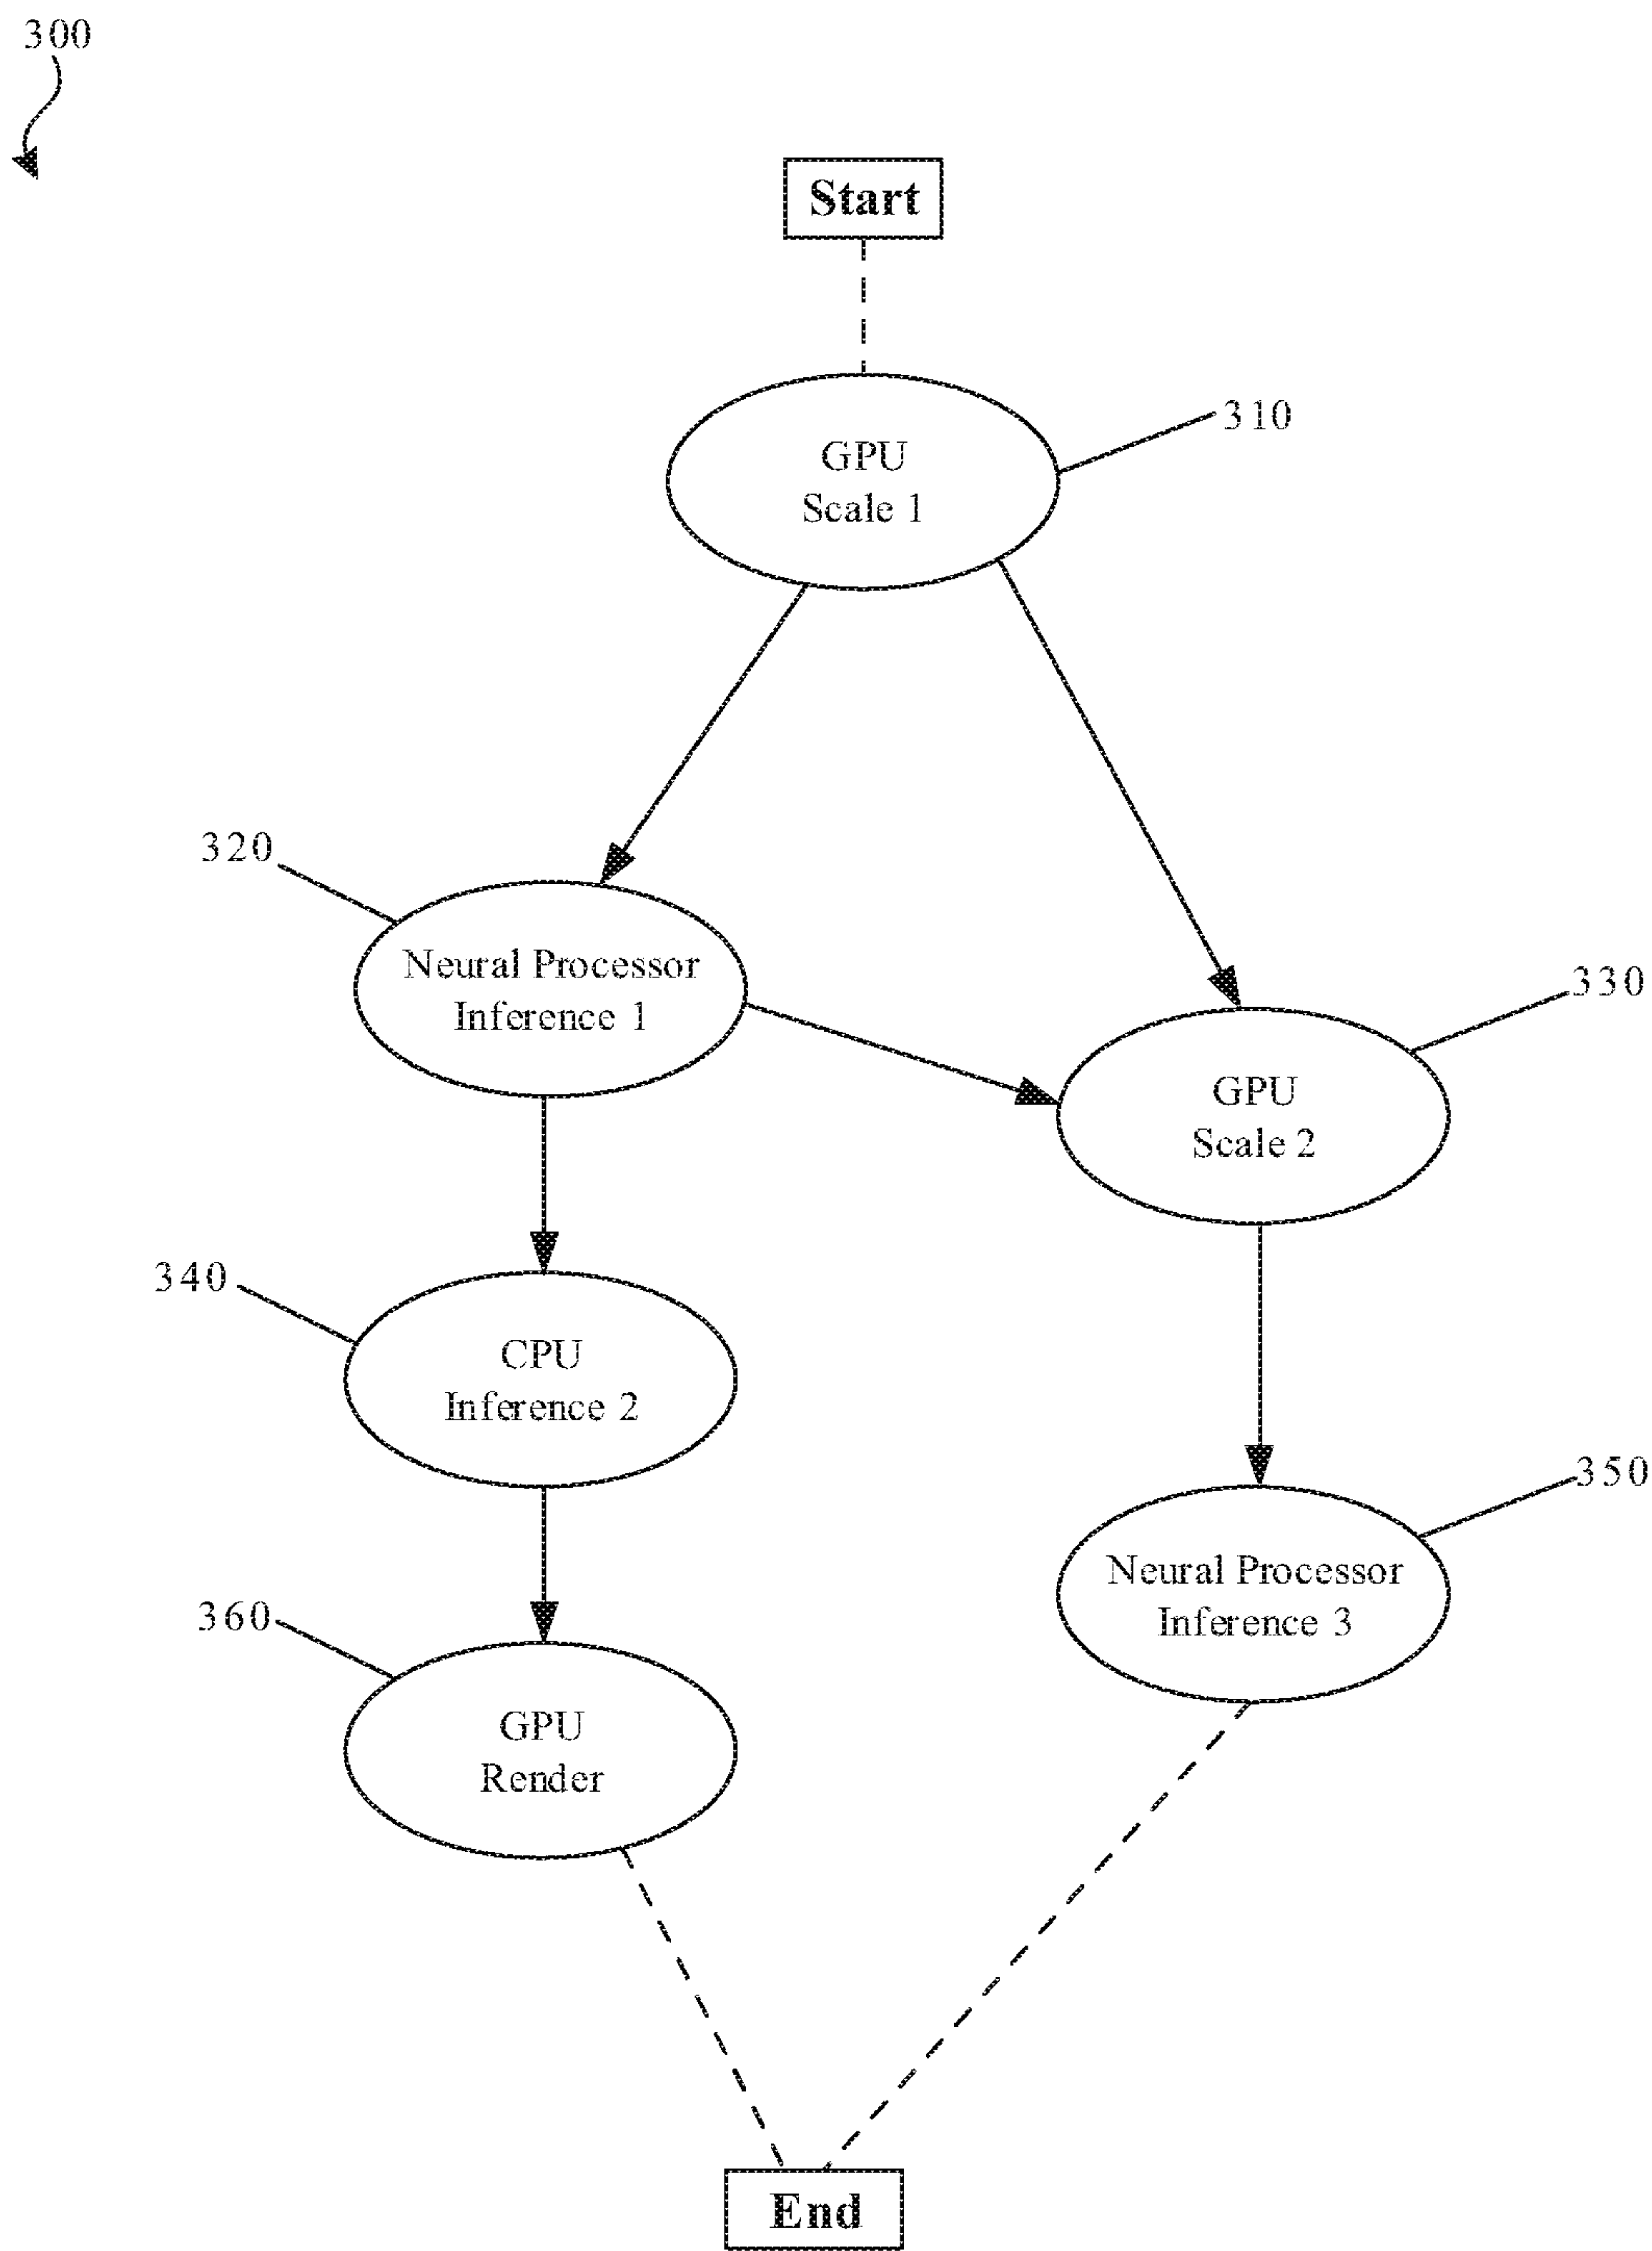 300
Start
310
GPU
Scale 1
320
Neural Processor
Inference 1
330
GPU
Scale 2
340
CPU
Inference 2
350
Neural Processor
Inference 3
360
GPU
Render
End